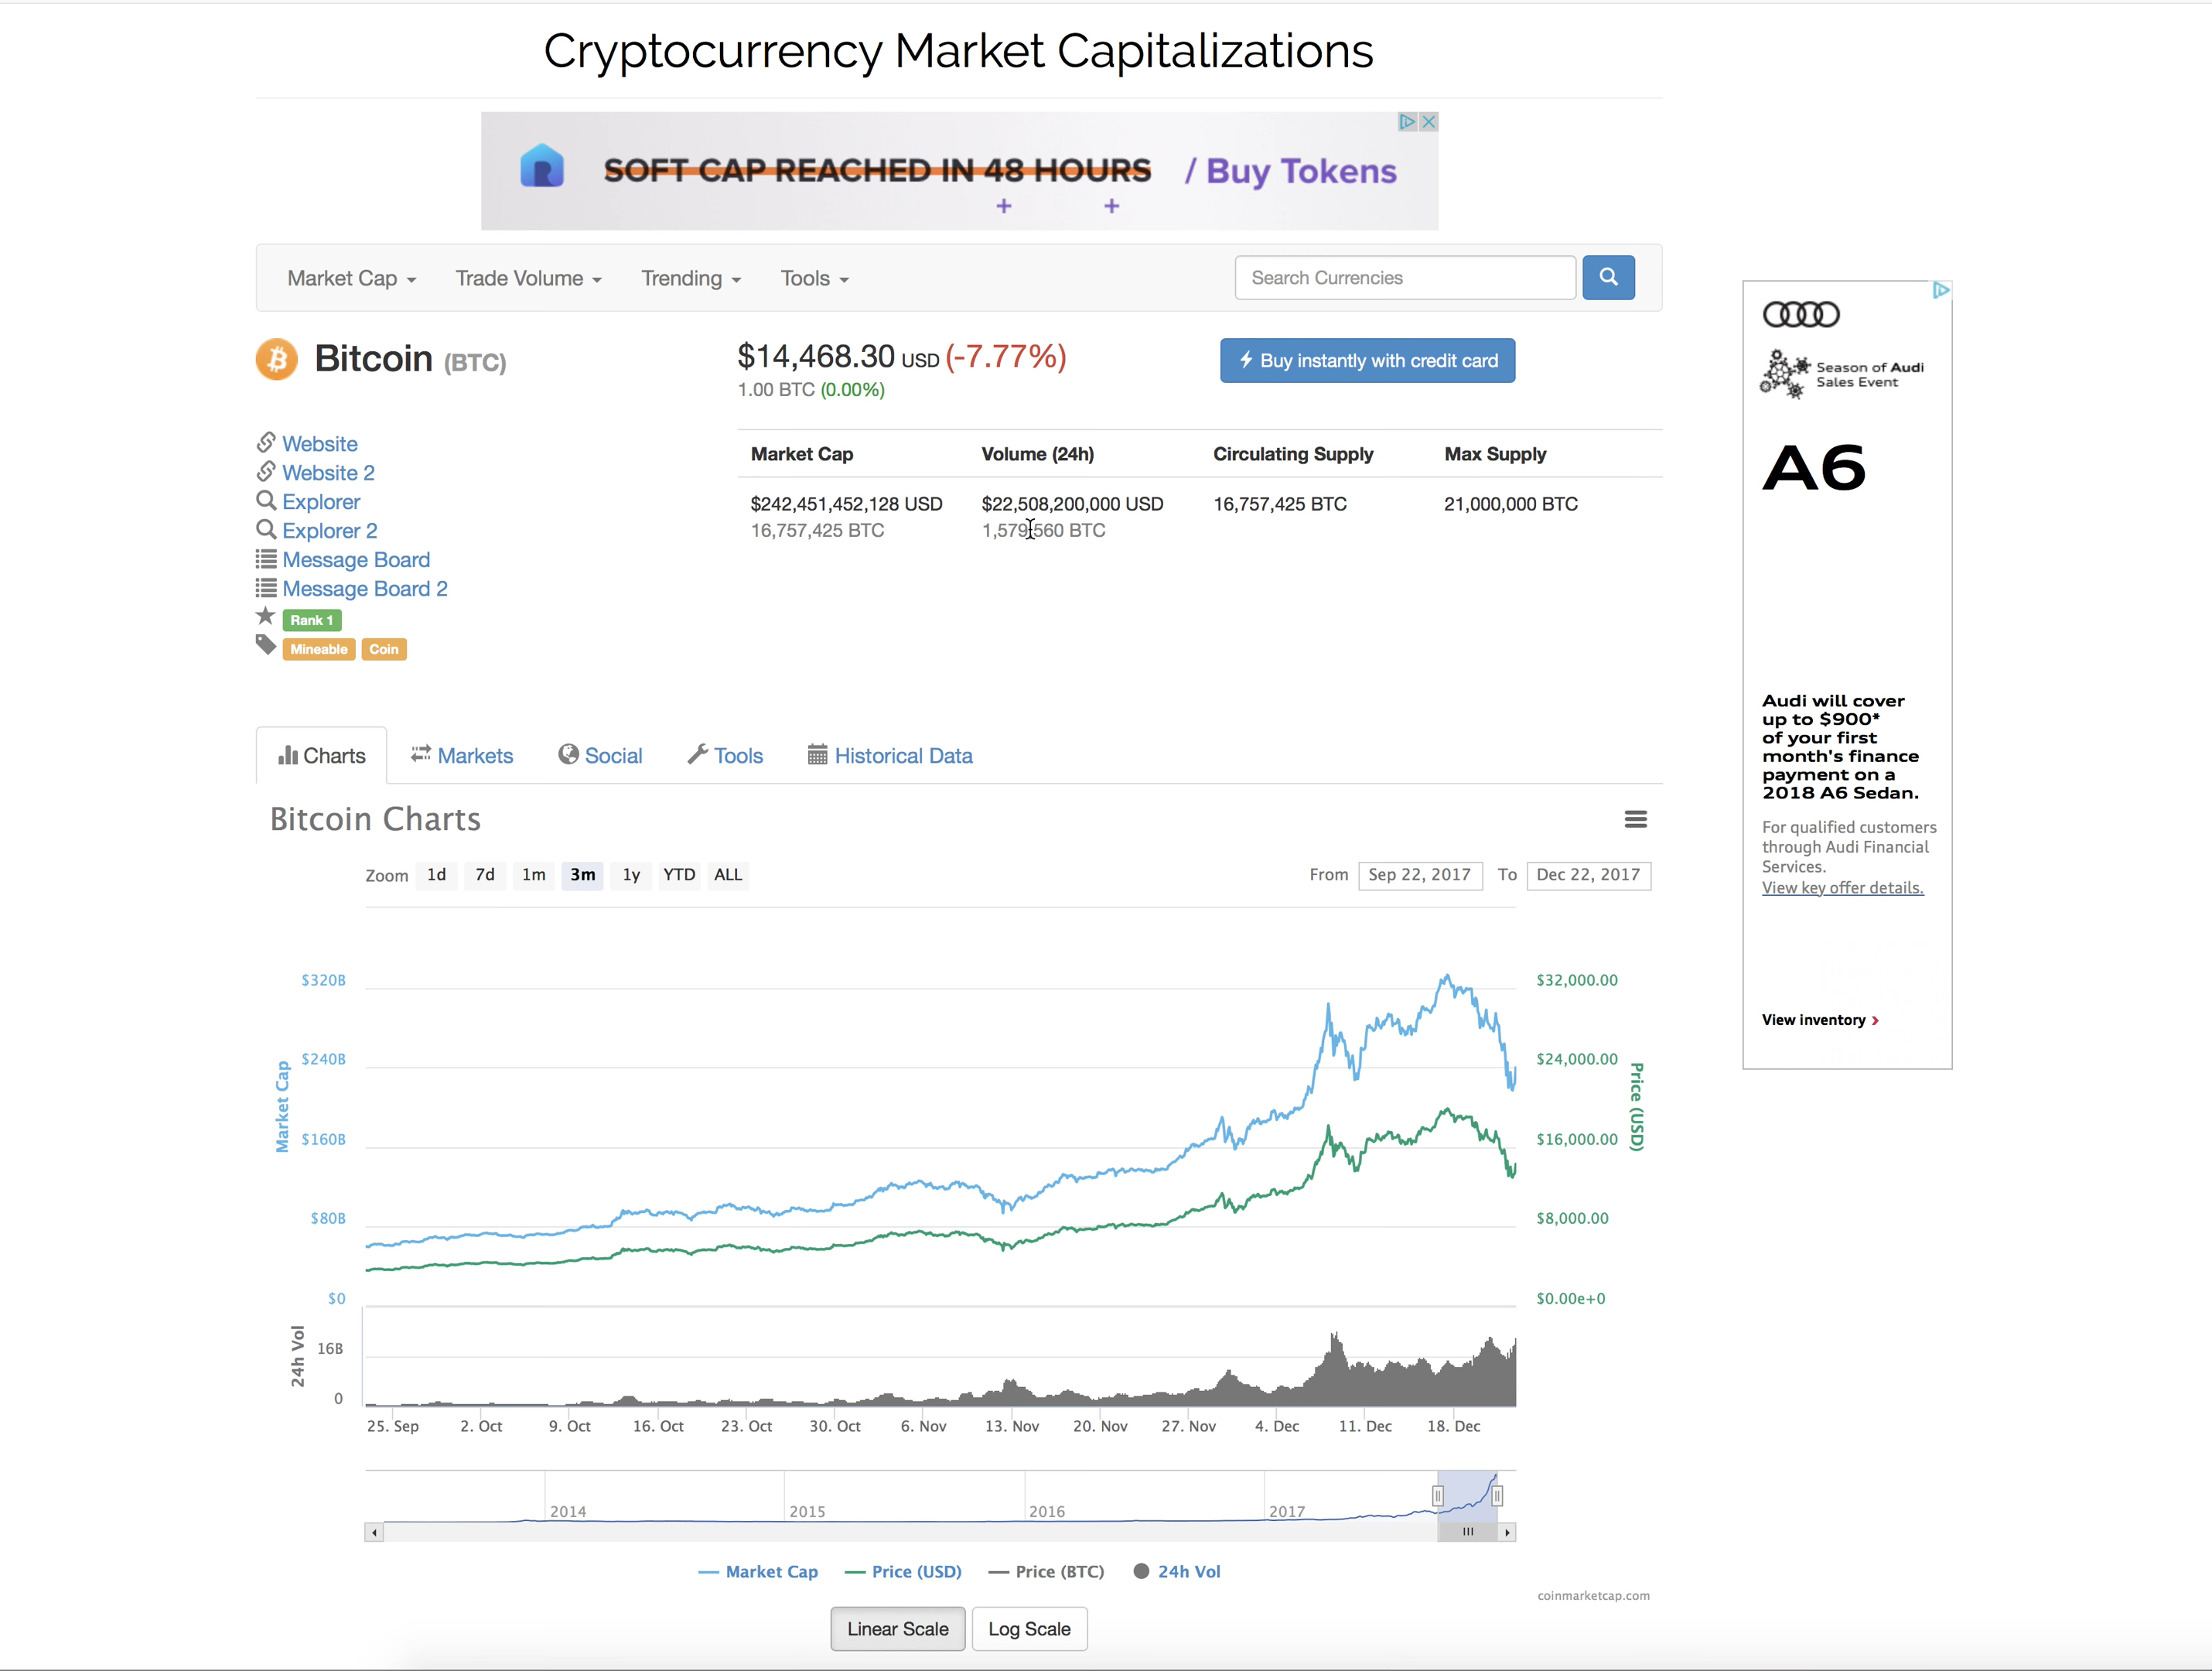 Cryptocurrency Market Capitalizations
SOFT CAP REACHED IN 48 HOURS / Buy Tokens
Market Cap Trade Volume Trending Tools Search Currencies
Bitcoin (BTC)
$14,468.30 USD (-7.77%)
1.00 BTC (0.00%)
Buy instantly with credit card
Website
Website 2
Explorer
Explorer 2
Message Board
Message Board 2
Rank 1
Mineable Coin
Market Cap Volume (24h) Circulating Supply Max Supply
$242,451,452,128 USD $22,508,200,000 USD 16,757,425 BTC 21,000,000 BTC
16,757,425 BTC 1,579,560 BTC
Charts Markets Social Tools Historical Data
Bitcoin Charts
Zoom 1d 7d 1m 3m 1y YTD ALL From Sep 22, 2017 To Dec 22, 2017
$320B $32,000.00
$240B $24,000.00
$160B $16,000.00
$80B $8,000.00
$0 $0.00e+0
Market Cap
Price (USD)
24h Vol
16B
0
25. Sep 2. Oct 9. Oct 16. Oct 23. Oct 30. Oct 6. Nov 13. Nov 20. Nov 27. Nov 4. Dec 11. Dec 18. Dec
2014 2015 2016 2017
Market Cap Price (USD) Price (BTC) 24h Vol
coinmarketcap.com
Linear Scale Log Scale
Season of Audi
Sales Event
A6
Audi will cover
up to $900*
of your first
month's finance
payment on a
2018 A6 Sedan.
For qualified customers
through Audi Financial
Services.
View key offer details.
View inventory